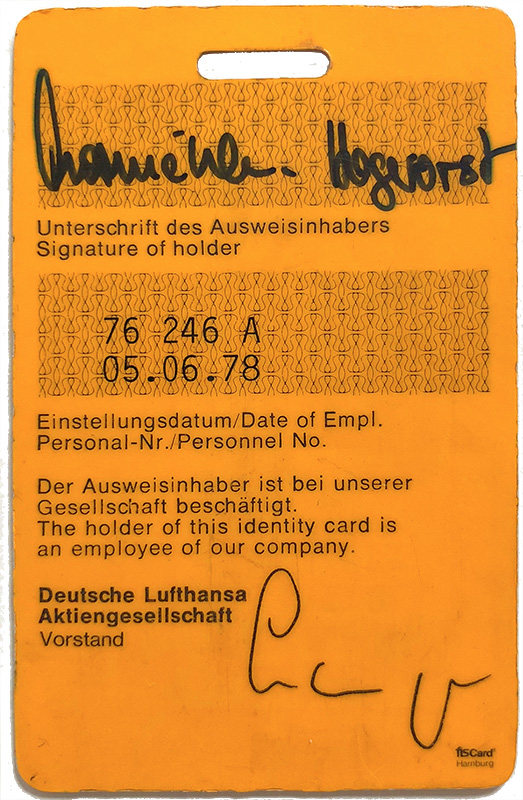 Hogevorst
Unterschrift des Ausweisinhabers
Signature of holder
76 246 A
05.06.78
Einstellungsdatum/Date of Empl.
Personal-Nr./Personnel No.
Der Ausweisinhaber ist bei unserer
Gesellschaft beschäftigt.
The holder of this identity card is
an employee of our company.
Deutsche Lufthansa
Aktiengesellschaft
Vorstand
fisCard
Hamburg